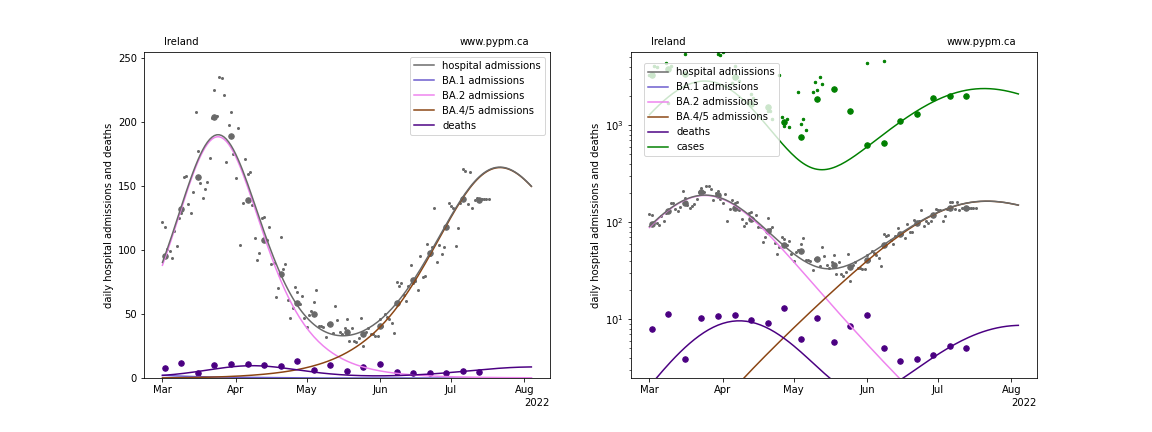 Ireland www.pypm.ca
250
200
150
100
50
0
daily hospital admissions and deaths
hospital admissions
BA.1 admissions
BA.2 admissions
BA.4/5 admissions
deaths
Mar Apr May Jun Jul Aug
2022
Ireland www.pypm.ca
10³
10²
10¹
daily hospital admissions and deaths
hospital admissions
BA.1 admissions
BA.2 admissions
BA.4/5 admissions
deaths
cases
Mar Apr May Jun Jul Aug
2022